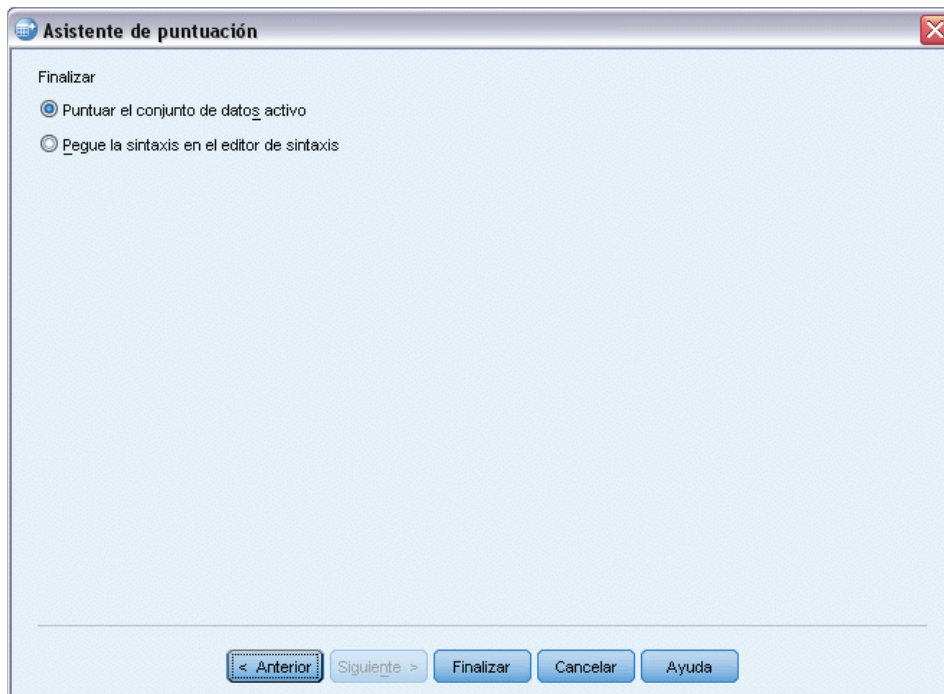 Asistente de puntuación
Finalizar
Puntuar el conjunto de datos activo
Pegue la sintaxis en el editor de sintaxis
< Anterior
Siguiente >
Finalizar
Cancelar
Ayuda